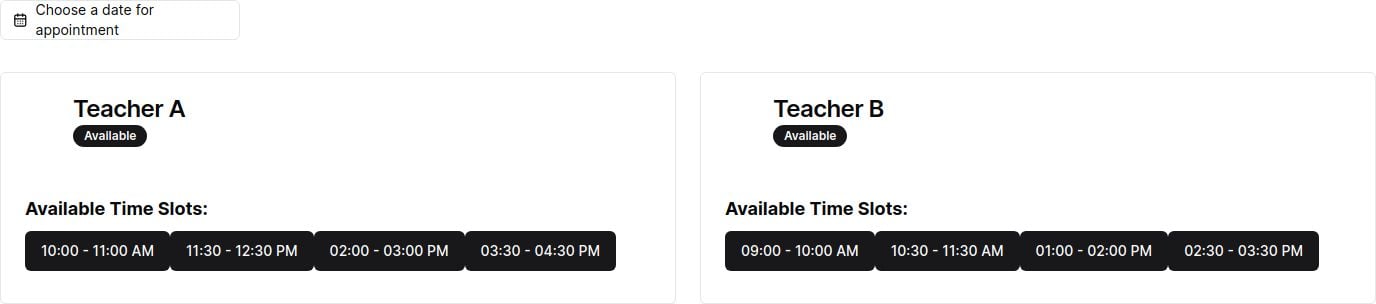 Choose a date for
appointment
Teacher A
Available
Available Time Slots:
10:00 - 11:00 AM 11:30 - 12:30 PM 02:00 - 03:00 PM 03:30 - 04:30 PM
Teacher B
Available
Available Time Slots:
09:00 - 10:00 AM 10:30 - 11:30 AM 01:00 - 02:00 PM 02:30 - 03:30 PM